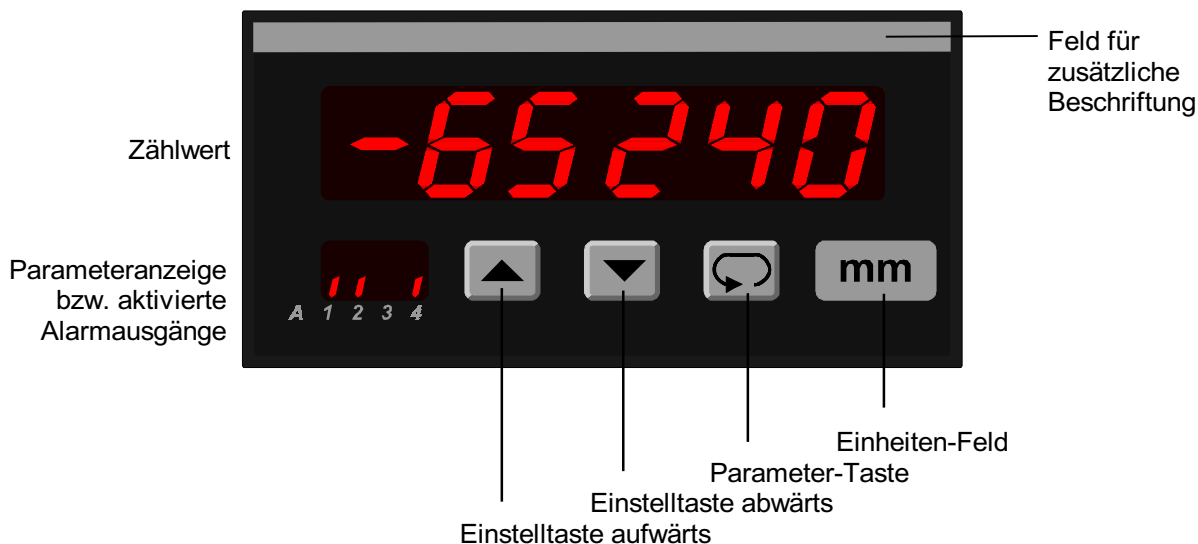 Feld für
zusätzliche
Beschriftung
Zählwert
-65240
Parameteranzeige
bzw. aktivierte
Alarmausgänge
A 1 2 3 4
mm
Einheiten-Feld
Parameter-Taste
Einstelltaste abwärts
Einstelltaste aufwärts